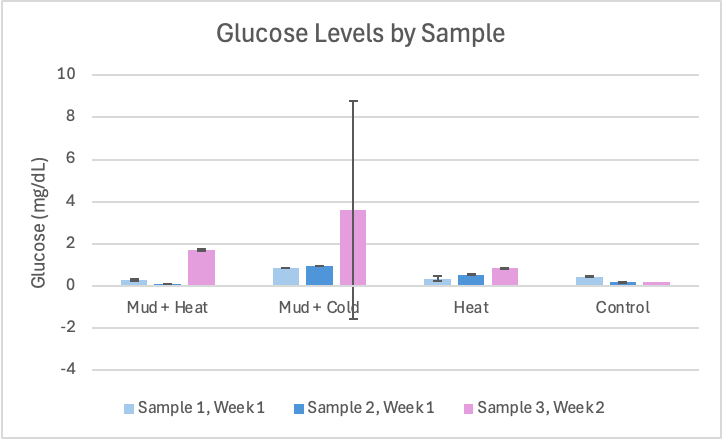 Glucose Levels by Sample
Glucose (mg/dL)
10
8
6
4
2
0
-2
-4
Mud + Heat
Mud + Cold
Heat
Control
Sample 1, Week 1
Sample 2, Week 1
Sample 3, Week 2